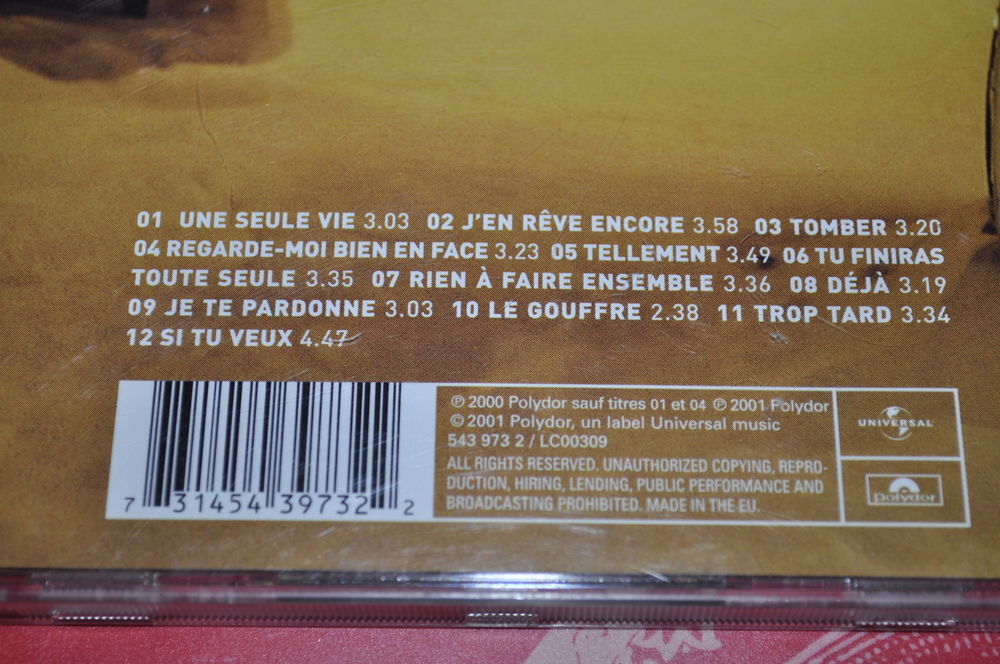 01 UNE SEULE VIE 3.03 02 J'EN RÊVE ENCORE 3.58 03 TOMBER 3.20
04 REGARDE-MOI BIEN EN FACE 3.23 05 TELLEMENT 3.49 06 TU FINIRAS
TOUTE SEULE 3.35 07 RIEN À FAIRE ENSEMBLE 3.36 08 DÉJÀ 3.19
09 JE TE PARDONNE 3.03 10 LE GOUFFRE 2.38 11 TROP TARD 3.34
12 SI TU VEUX 4.47
℗ 2000 Polydor sauf titres 01 et 04 ℗ 2001 Polydor
© 2001 Polydor, un label Universal music
543 973 2 / LC00309
ALL RIGHTS RESERVED. UNAUTHORIZED COPYING, REPRO-
DUCTION, HIRING, LENDING, PUBLIC PERFORMANCE AND
BROADCASTING PROHIBITED. MADE IN THE EU.
UNIVERSAL
Polydor
7 31454 39732 2